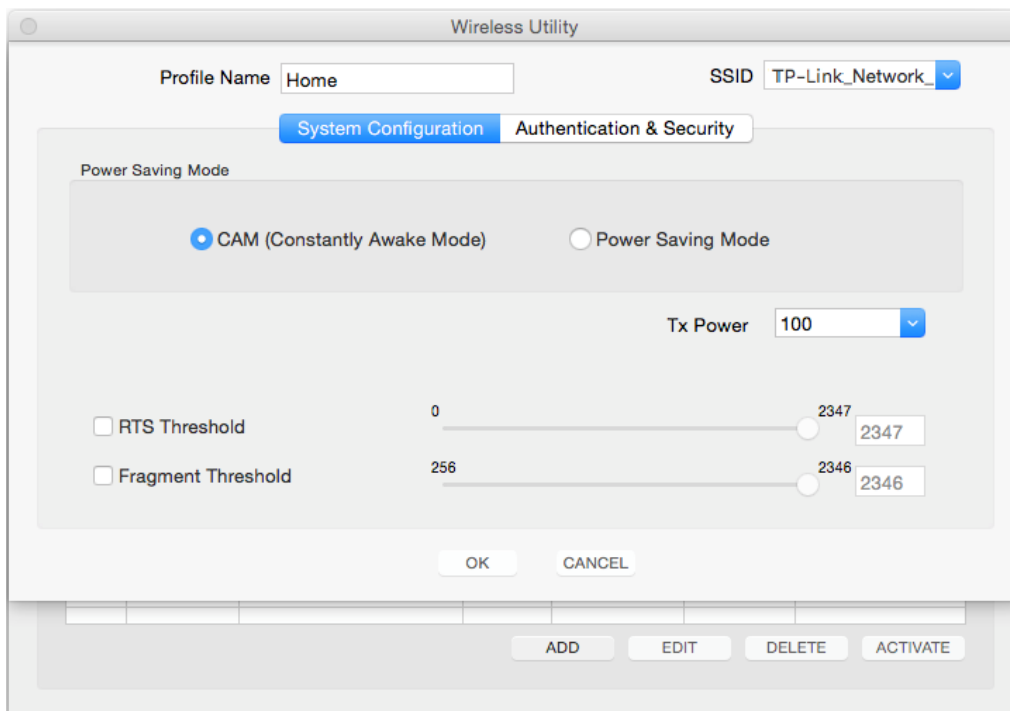 Wireless Utility
Profile Name Home SSID TP-Link_Network_
System Configuration Authentication & Security
Power Saving Mode
CAM (Constantly Awake Mode) Power Saving Mode
Tx Power 100
RTS Threshold 0 2347 2347
Fragment Threshold 256 2346 2346
OK CANCEL
ADD EDIT DELETE ACTIVATE